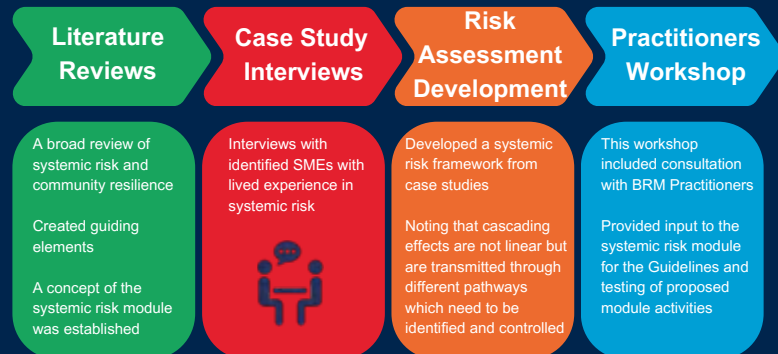 Literature
Reviews
Case Study
Interviews
Risk
Assessment
Development
Practitioners
Workshop
A broad review of
systemic risk and
community resilience
Created guiding
elements
A concept of the
systemic risk module
was established
Interviews with
identified SMEs with
lived experience in
systemic risk
Developed a systemic
risk framework from
case studies
Noting that cascading
effects are not linear but
are transmitted through
different pathways
which need to be
identified and controlled
This workshop
included consultation
with BRM Practitioners
Provided input to the
systemic risk module
for the Guidelines and
testing of proposed
module activities